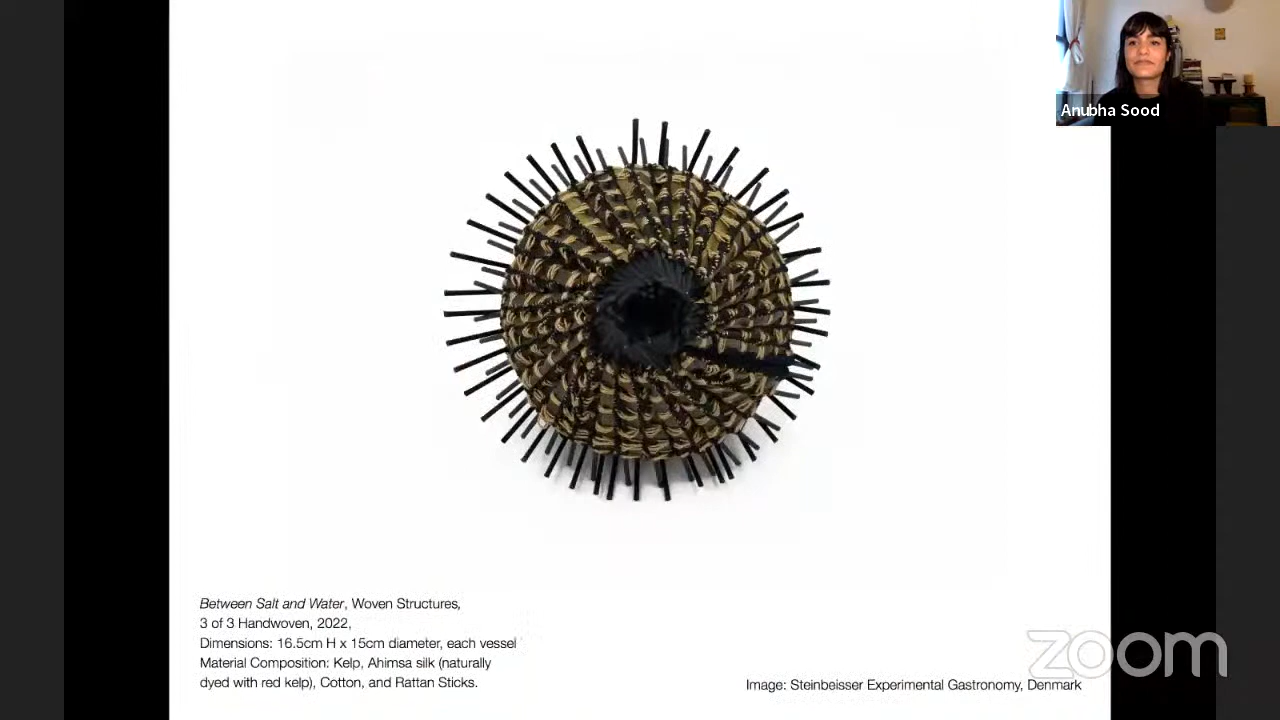 Anubha Sood
Between Salt and Water, Woven Structures,
3 of 3 Handwoven, 2022,
Dimensions: 16.5cm H x 15cm diameter, each vessel
Material Composition: Kelp, Ahimsa silk (naturally
dyed with red kelp), Cotton, and Rattan Sticks.
Image: Steinbeisser Experimental Gastronomy, Denmark
zoom